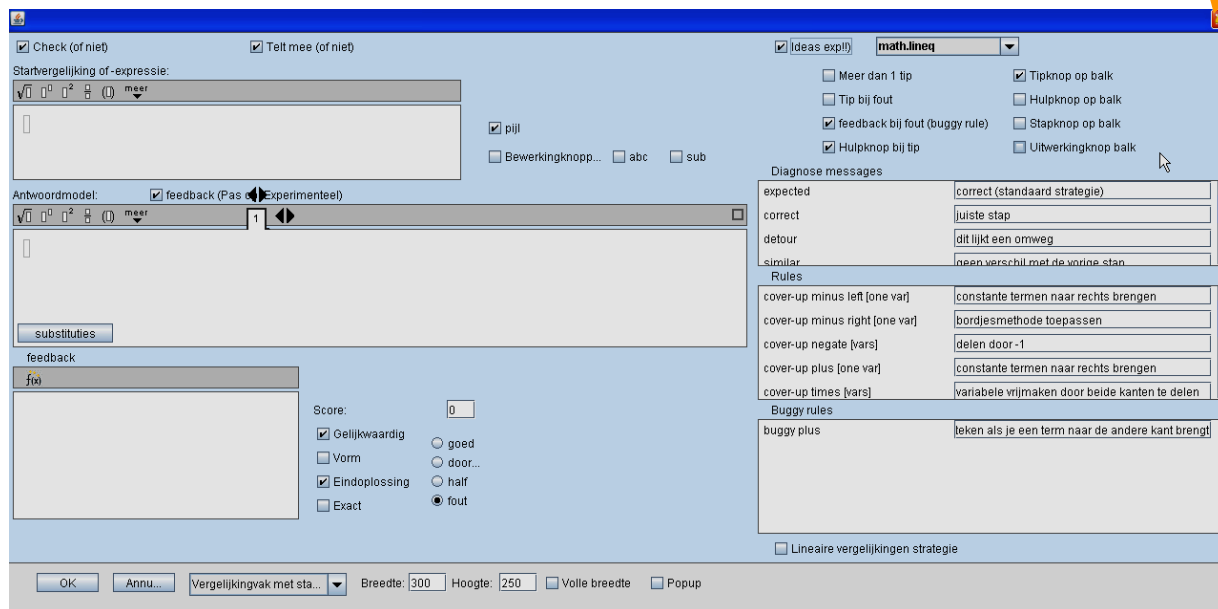 Check (of niet) Telt mee (of niet) Ideas exp!!) math.lineq
Startvergelijking of -expressie:
meer
Meer dan 1 tip Tipknop op balk
Tip bij fout Hulpknop op balk
pijl feedback bij fout (buggy rule) Stapknop op balk
Bewerkingknopp... abc sub Hulpknop bij tip Uitwerkingknop balk
Diagnose messages
Antwoordmodel: feedback (Pas Experimenteel)
meer 1
expected correct (standaard strategie)
correct juiste stap
detour dit lijkt een omweg
similar geen verschil met de vorige stap
Rules
cover-up minus left [one var] constante termen naar rechts brengen
cover-up minus right [one var] bordjesmethode toepassen
substituties
cover-up negate [vars] delen door -1
cover-up plus [one var] constante termen naar rechts brengen
cover-up times [vars] variabele vrijmaken door beide kanten te delen
feedback
f(x)
Buggy rules
buggy plus teken als je een term naar de andere kant brengt
Score: 0
Gelijkwaardig goed
Vorm door...
Eindoplossing half
Exact fout
Lineaire vergelijkingen strategie
OK Annu... Vergelijkingvak met sta... Breedte: 300 Hoogte: 250 Volle breedte Popup